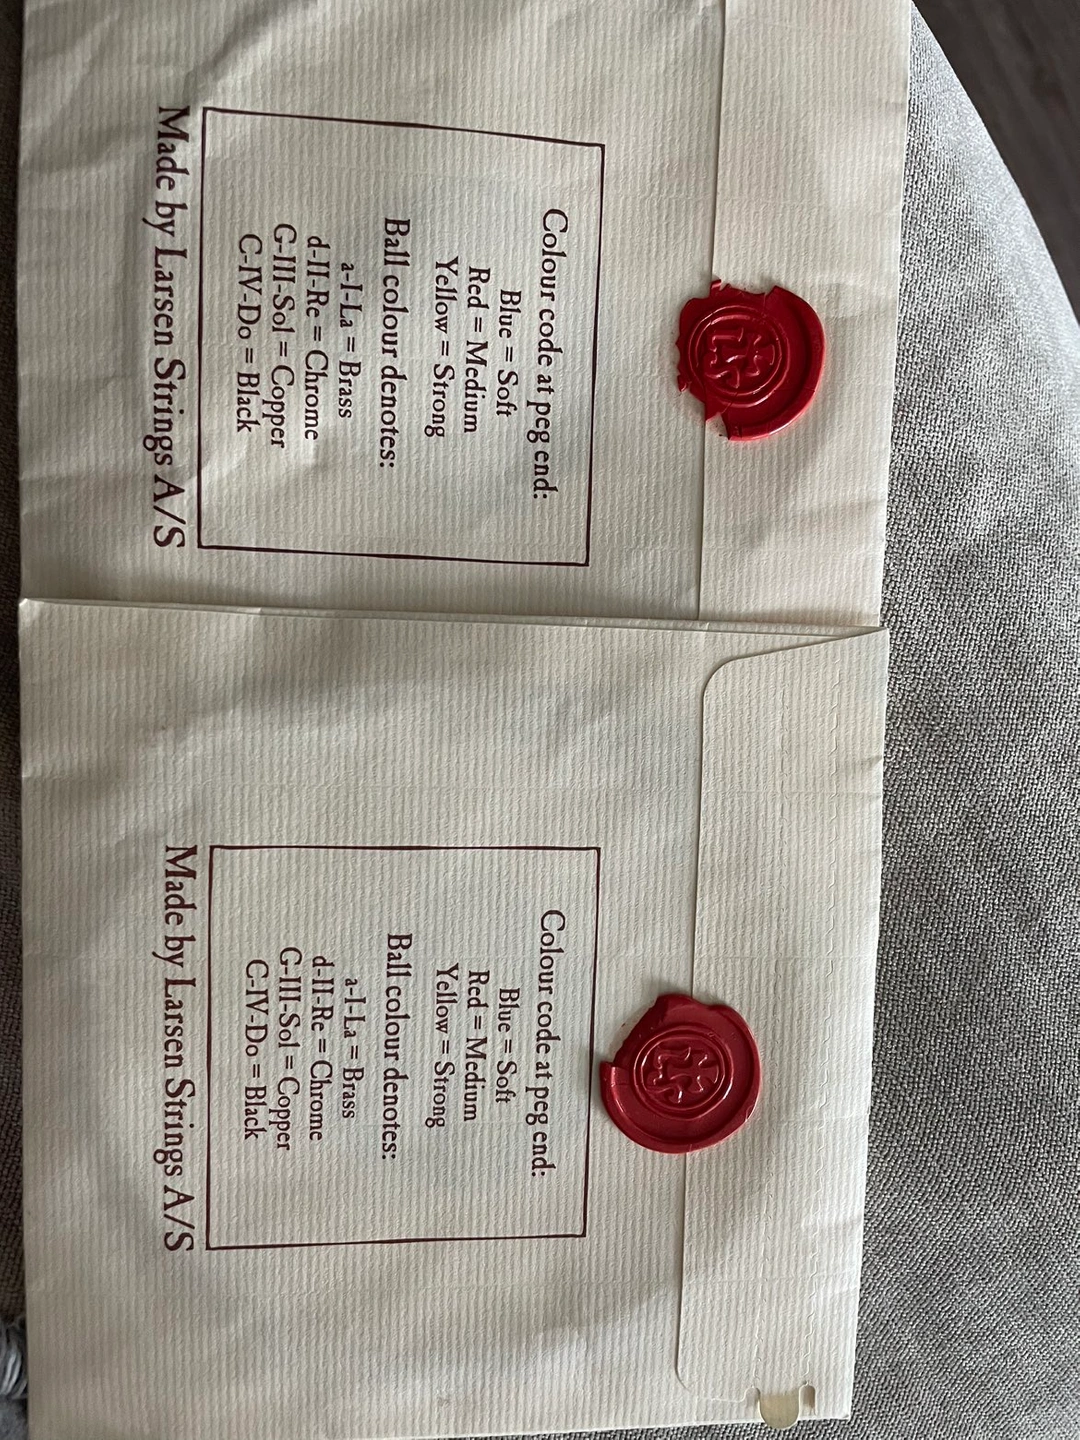 Colour code at peg end:
Blue = Soft
Red = Medium
Yellow = Strong
Ball colour denotes:
a-I-La = Brass
d-II-Re = Chrome
G-III-Sol = Copper
C-IV-Do = Black
Made by Larsen Strings A/S
Colour code at peg end:
Blue = Soft
Red = Medium
Yellow = Strong
Ball colour denotes:
a-I-La = Brass
d-II-Re = Chrome
G-III-Sol = Copper
C-IV-Do = Black
Made by Larsen Strings A/S